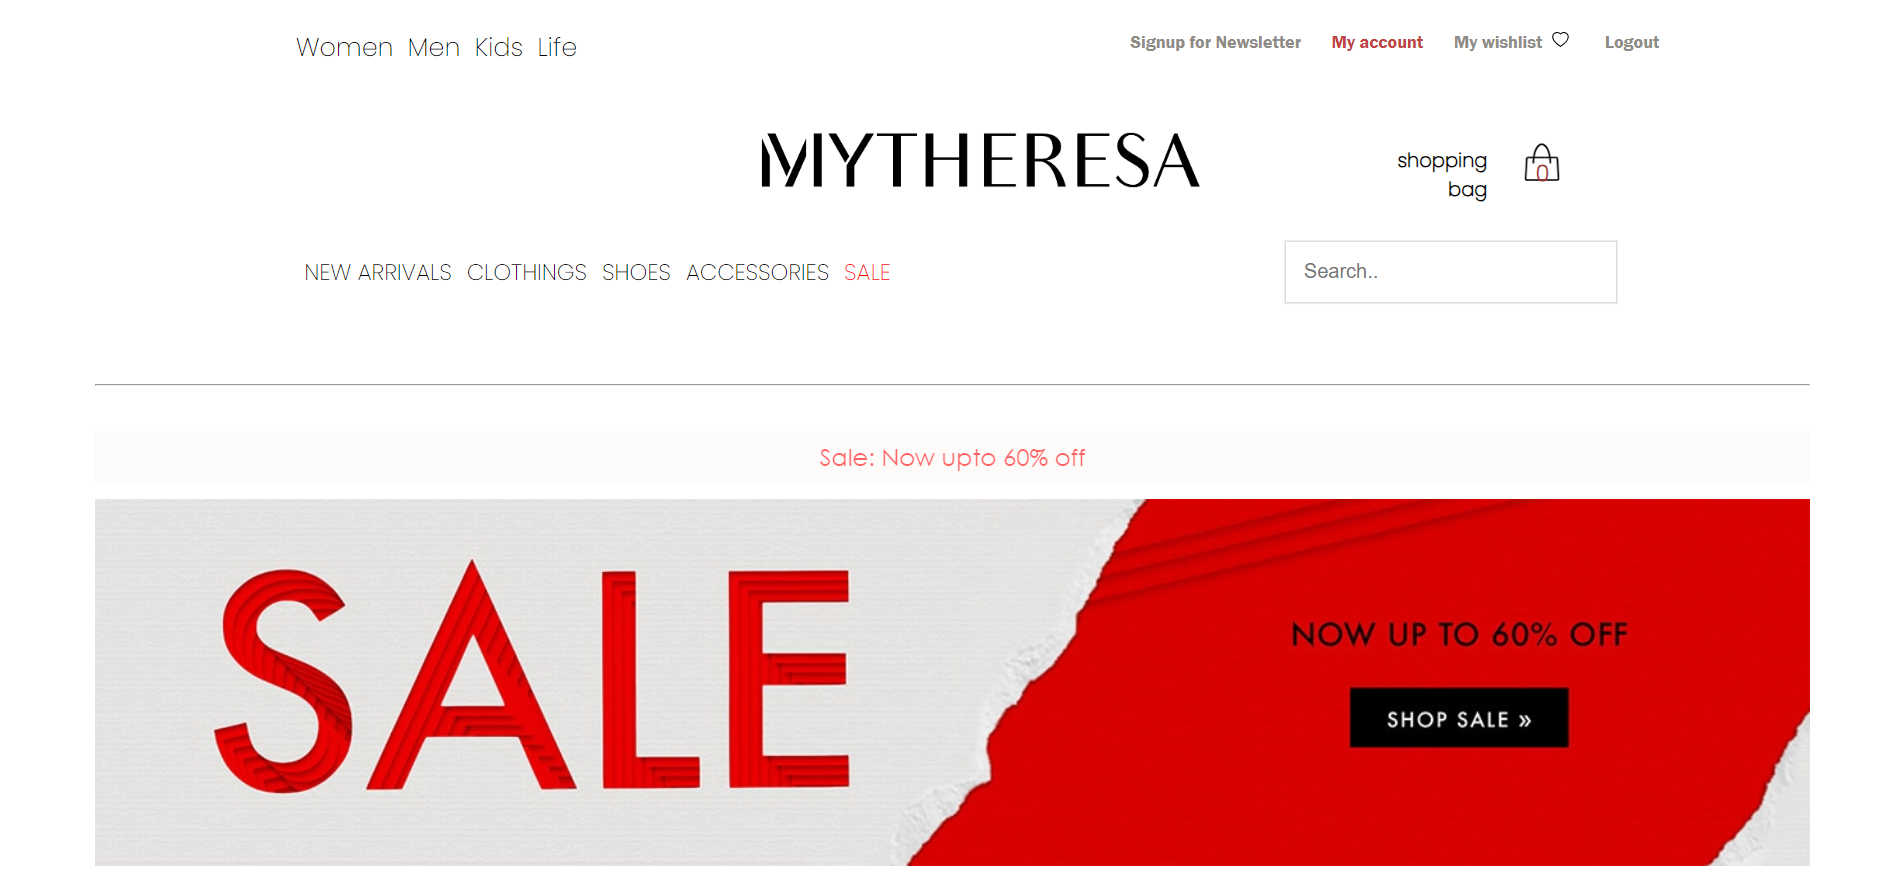 Women Men Kids Life
Signup for Newsletter My account My wishlist Logout
MYTHERESA
shopping
bag
0
NEW ARRIVALS CLOTHINGS SHOES ACCESSORIES SALE
Search..
Sale: Now upto 60% off
SALE
NOW UP TO 60% OFF
SHOP SALE »